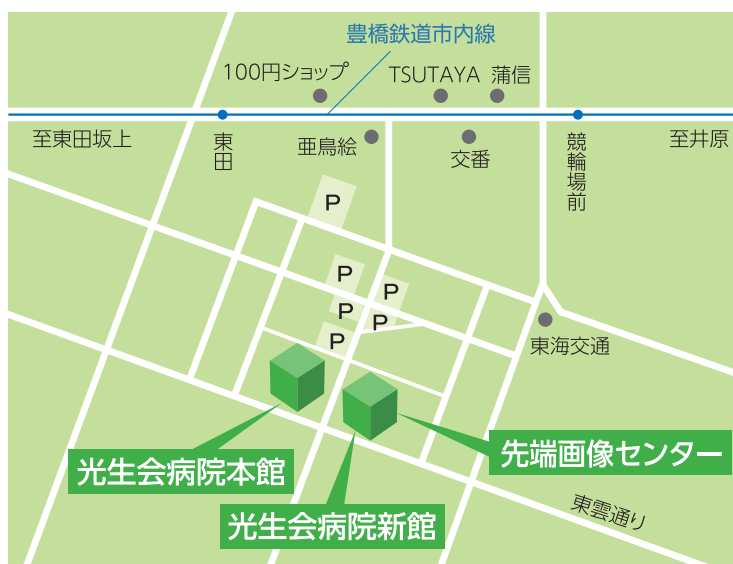 豊橋鉄道市内線
100円ショップ
TSUTAYA
蒲信
至東田坂上
東田
亜鳥絵
交番
競輪場前
至井原
P
P
P
P
P
P
東海交通
先端画像センター
光生会病院本館
光生会病院新館
東雲通り